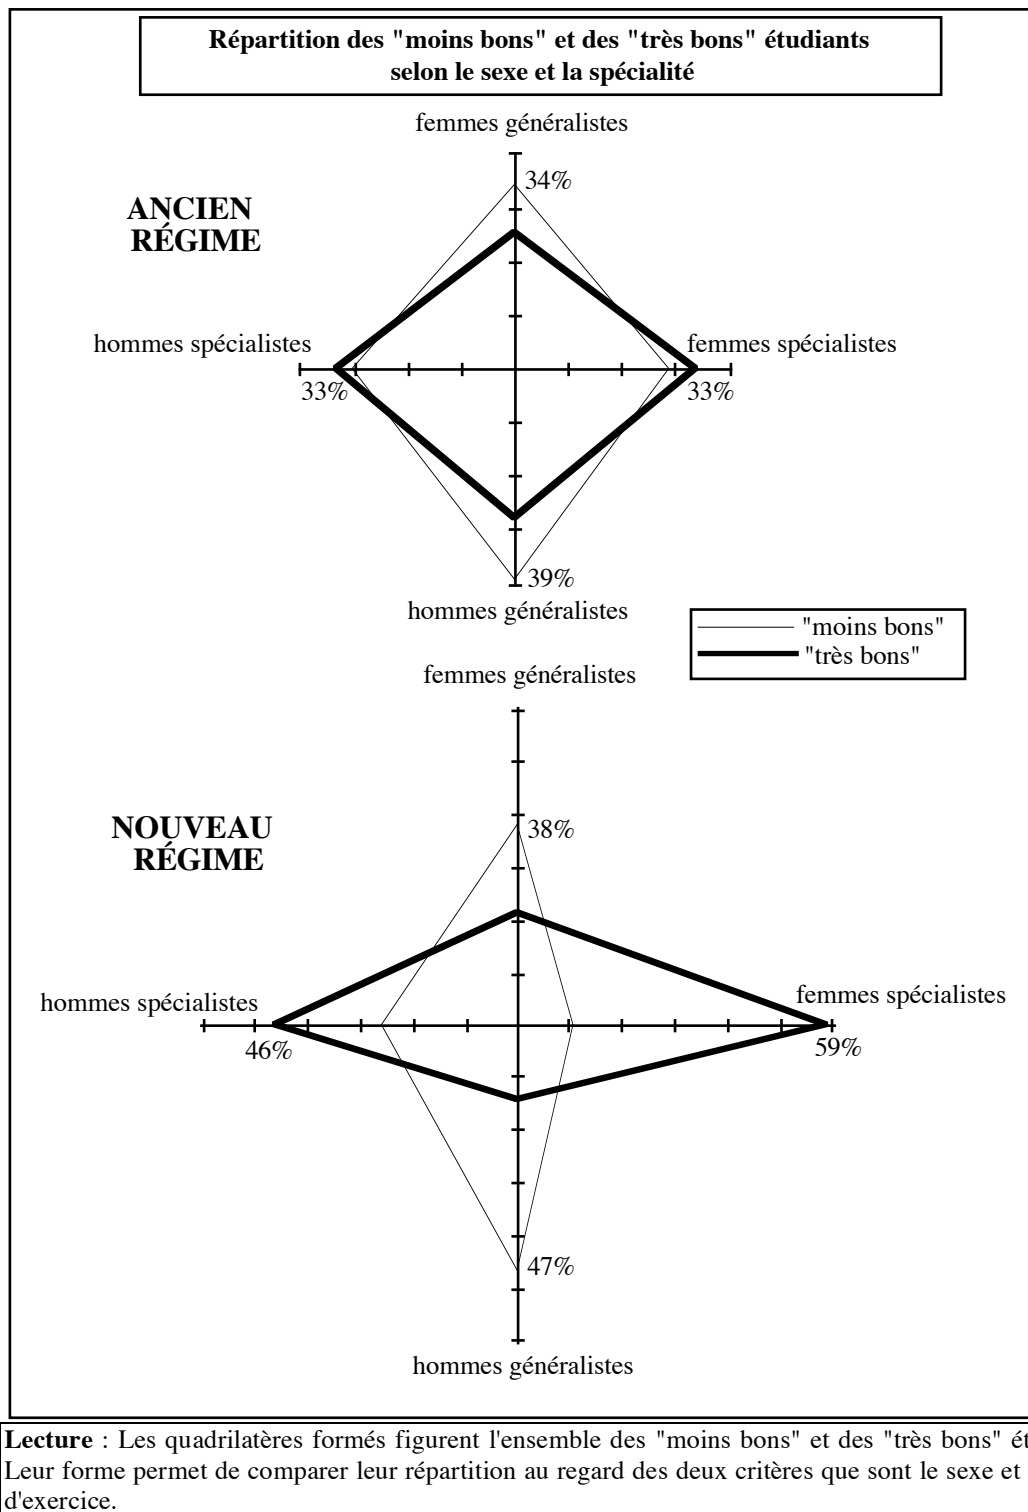 Répartition des "moins bons" et des "très bons" étudiants
selon le sexe et la spécialité
femmes généralistes
34%
ANCIEN
RÉGIME
hommes spécialistes
femmes spécialistes
33%
33%
39%
hommes généralistes
"moins bons"
"très bons"
femmes généralistes
NOUVEAU
RÉGIME
38%
hommes spécialistes
femmes spécialistes
46%
59%
47%
hommes généralistes
Lecture : Les quadrilatères formés figurent l'ensemble des "moins bons" et des "très bons"
Leur forme permet de comparer leur répartition au regard des deux critères que sont le sexe et
d'exercice.